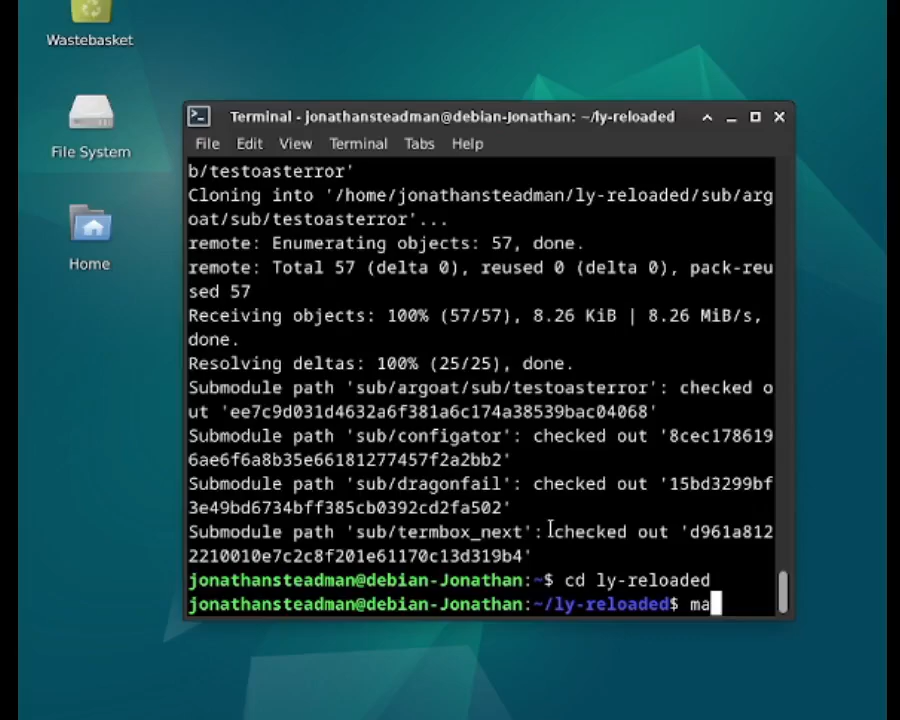 Wastebasket
File System
Home
Terminal - jonathansteadman@debian-Jonathan: ~/ly-reloaded
File Edit View Terminal Tabs Help
b/testoasterror'
Cloning into '/home/jonathansteadman/ly-reloaded/sub/arg
oat/sub/testoasterror'...
remote: Enumerating objects: 57, done.
remote: Total 57 (delta 0), reused 0 (delta 0), pack-reu
sed 57
Receiving objects: 100% (57/57), 8.26 KiB | 8.26 MiB/s,
done.
Resolving deltas: 100% (25/25), done.
Submodule path 'sub/argoat/sub/testoasterror': checked o
ut 'ee7c9d031d4632a6f381a6c174a38539bac04068'
Submodule path 'sub/configator': checked out '8cec178619
6ae6f6a8b35e66181277457f2a2bb2'
Submodule path 'sub/dragonfail': checked out '15bd3299bf
3e49bd6734bff385cb0392cd2fa502'
Submodule path 'sub/termbox_next': checked out 'd961a812
2210010e7c2c8f201e61170c13d319b4'
jonathansteadman@debian-Jonathan:~$ cd ly-reloaded
jonathansteadman@debian-Jonathan:~/ly-reloaded$ ma